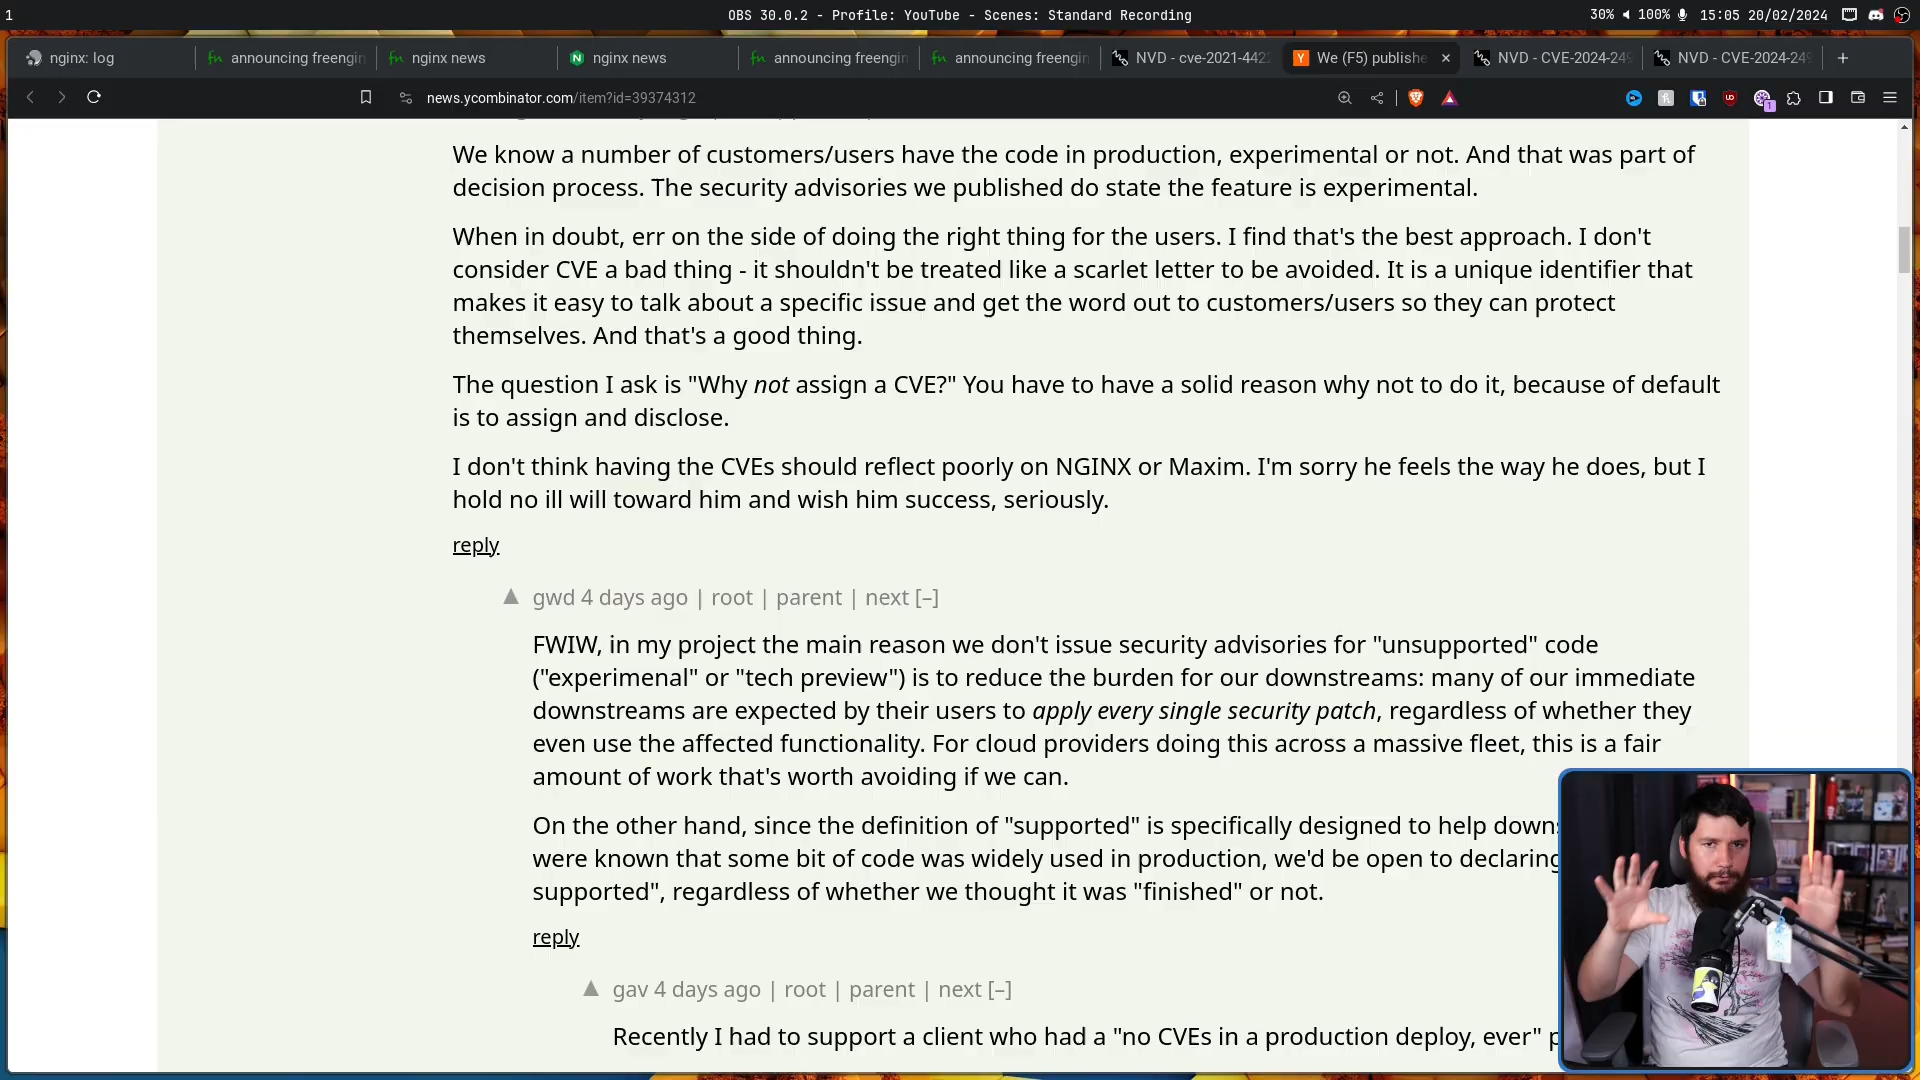 1
OBS 30.0.2 - Profile: YouTube - Scenes: Standard Recording
30% 100% 15:05 20/02/2024
nginx: log
announcing freengin
nginx news
nginx news
announcing freengin
announcing freengin
NVD - cve-2021-442
We (F5) publishe
NVD - CVE-2024-249
NVD - CVE-2024-249
news.ycombinator.com/item?id=39374312
We know a number of customers/users have the code in production, experimental or not. And that was part of
decision process. The security advisories we published do state the feature is experimental.
When in doubt, err on the side of doing the right thing for the users. I find that's the best approach. I don't
consider CVE a bad thing - it shouldn't be treated like a scarlet letter to be avoided. It is a unique identifier that
makes it easy to talk about a specific issue and get the word out to customers/users so they can protect
themselves. And that's a good thing.
The question I ask is "Why not assign a CVE?" You have to have a solid reason why not to do it, because of default
is to assign and disclose.
I don't think having the CVEs should reflect poorly on NGINX or Maxim. I'm sorry he feels the way he does, but I
hold no ill will toward him and wish him success, seriously.
reply
gwd 4 days ago | root | parent | next [–]
FWIW, in my project the main reason we don't issue security advisories for "unsupported" code
("experimenal" or "tech preview") is to reduce the burden for our downstreams: many of our immediate
downstreams are expected by their users to apply every single security patch, regardless of whether they
even use the affected functionality. For cloud providers doing this across a massive fleet, this is a fair
amount of work that's worth avoiding if we can.
On the other hand, since the definition of "supported" is specifically designed to help downs
were known that some bit of code was widely used in production, we'd be open to declaring
supported", regardless of whether we thought it was "finished" or not.
reply
gav 4 days ago | root | parent | next [–]
Recently I had to support a client who had a "no CVEs in a production deploy, ever" p